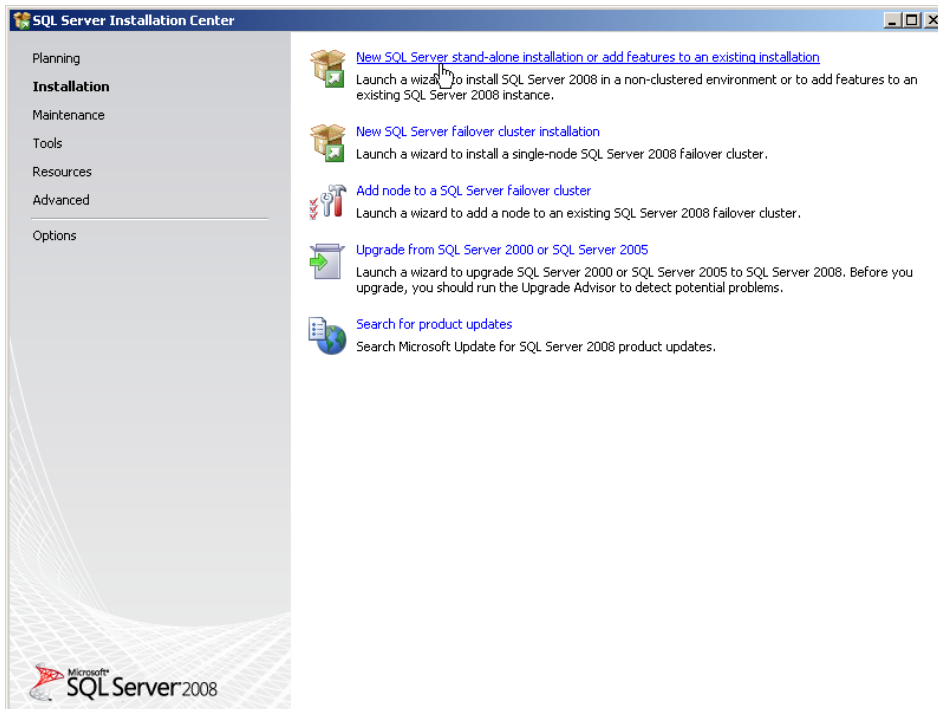 SQL Server Installation Center
Planning
Installation
Maintenance
Tools
Resources
Advanced
Options
New SQL Server stand-alone installation or add features to an existing installation
Launch a wizard to install SQL Server 2008 in a non-clustered environment or to add features to an
existing SQL Server 2008 instance.
New SQL Server failover cluster installation
Launch a wizard to install a single-node SQL Server 2008 failover cluster.
Add node to a SQL Server failover cluster
Launch a wizard to add a node to an existing SQL Server 2008 failover cluster.
Upgrade from SQL Server 2000 or SQL Server 2005
Launch a wizard to upgrade SQL Server 2000 or SQL Server 2005 to SQL Server 2008. Before you
upgrade, you should run the Upgrade Advisor to detect potential problems.
Search for product updates
Search Microsoft Update for SQL Server 2008 product updates.
Microsoft®
SQL Server 2008